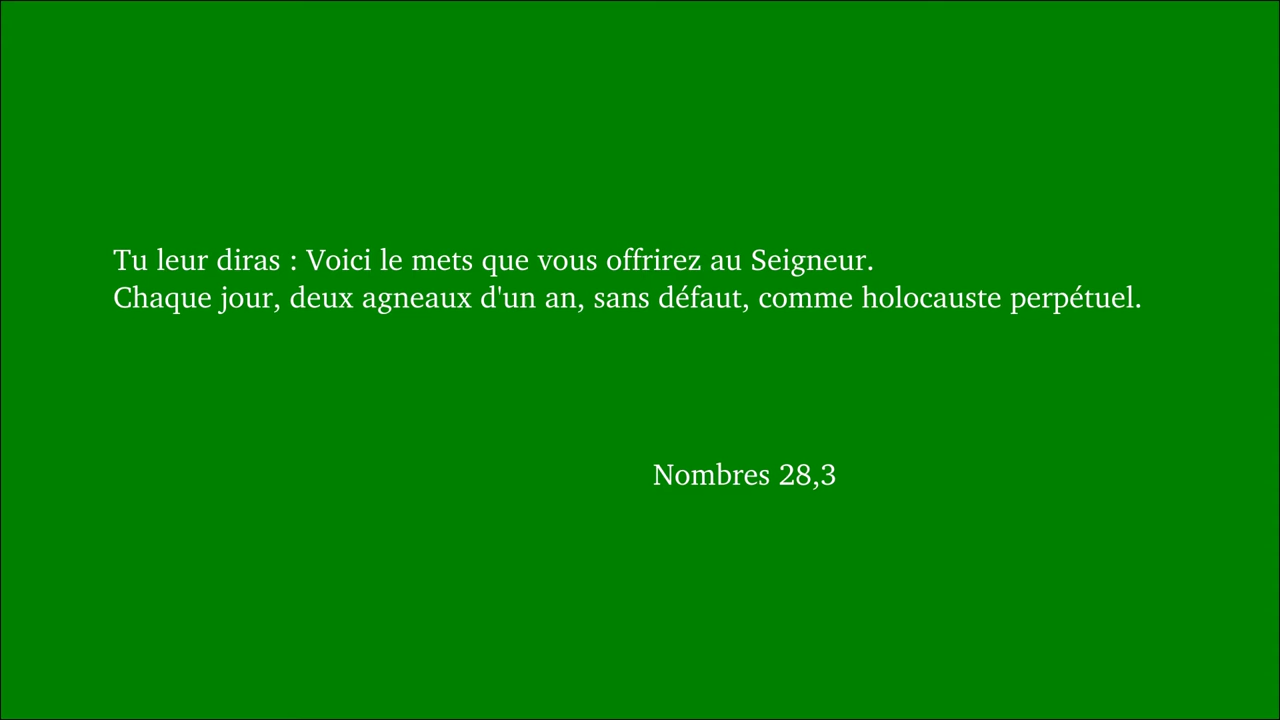 Tu leur diras : Voici le mets que vous offrirez au Seigneur.
Chaque jour, deux agneaux d'un an, sans défaut, comme holocauste perpétuel.
Nombres 28,3